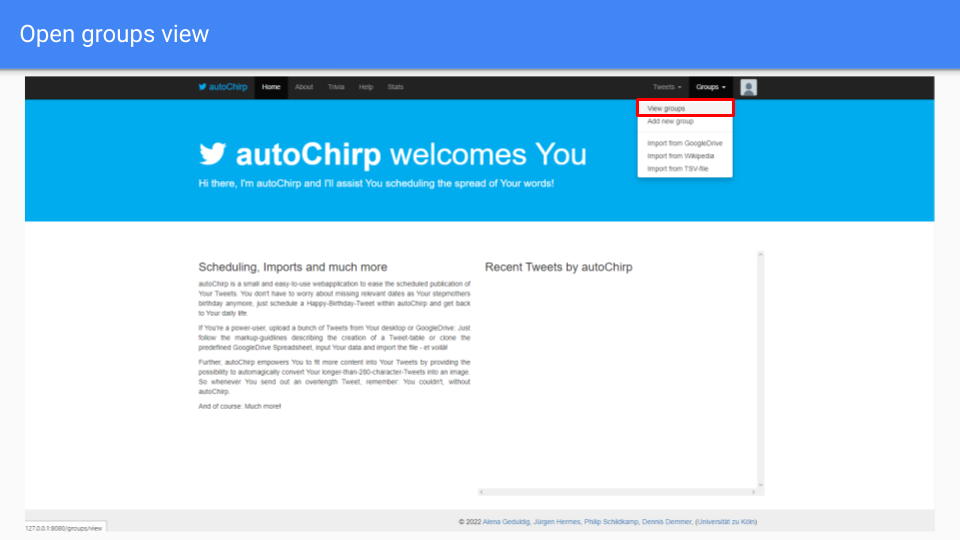 Open groups view
autoChirp Home About Trivia Help Stats Tweets Groups
View groups
Add new group
Import from GoogleDrive
Import from Wikipedia
Import from TSV-file
autoChirp welcomes You
Hi there, I'm autoChirp and I'll assist You scheduling the spread of Your words!
Scheduling, Imports and much more
autoChirp is a small and easy-to-use webapplication to ease the scheduled publication of
Your Tweets. You don't have to worry about missing relevant dates as Your stepmothers
birthday anymore, just schedule a Happy-Birthday-Tweet within autoChirp and get back
to Your daily life.
If You're a power-user, upload a bunch of Tweets from Your desktop or GoogleDrive: Just
follow the markup-guidlines describing the creation of a Tweet-table or clone the
predefined GoogleDrive Spreadsheet, input Your data and import the file - et voilà!
Further, autoChirp empowers You to fit more content into Your Tweets by providing the
possibility to automagically convert Your longer-than-280-character-Tweets into an image.
So whenever You send out an overlength Tweet, remember: You couldn't, without
autoChirp.
And of course: Much more!
Recent Tweets by autoChirp
© 2022 Alena Geduldig, Jürgen Hermes, Philip Schildkamp, Dennis Demmer, (Universität zu Köln)
127.0.0.1:8080/groups/view